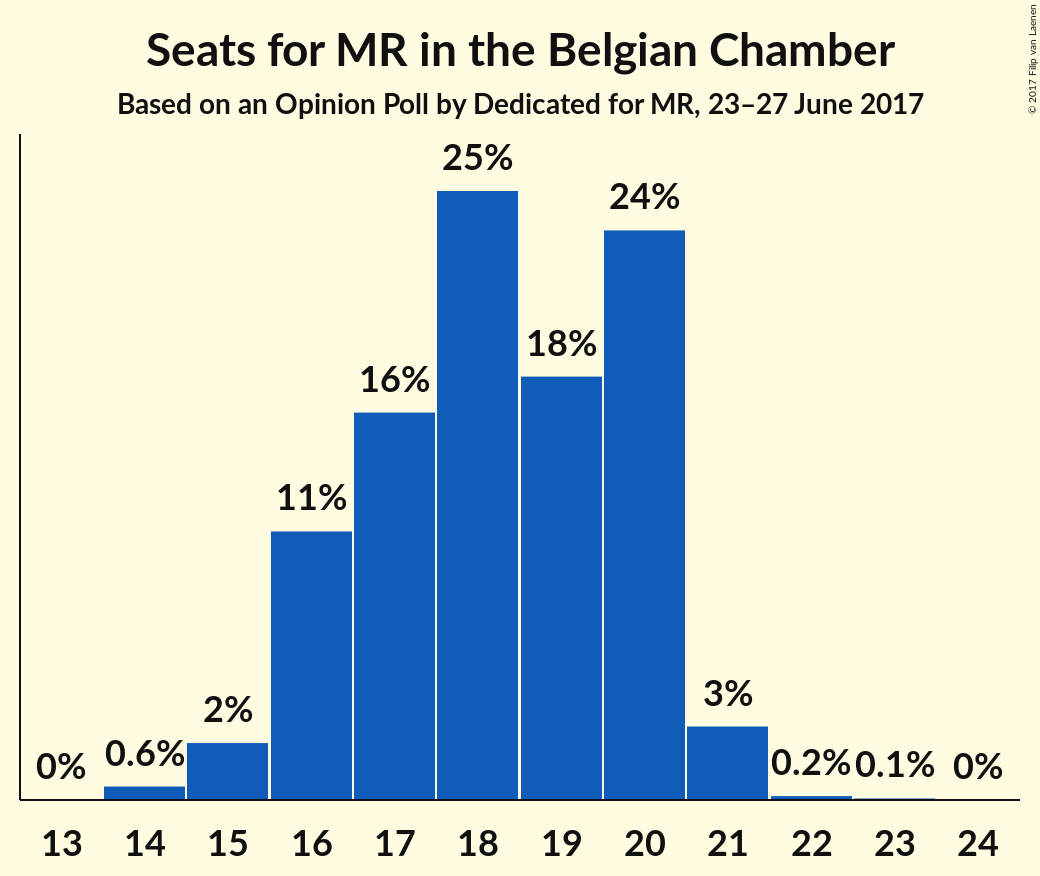 Seats for MR in the Belgian Chamber
Based on an Opinion Poll by Dedicated for MR, 23–27 June 2017
© 2017 Filip van Laenen
0% 0.6% 2% 11% 16% 25% 18% 24% 3% 0.2% 0.1% 0%
13 14 15 16 17 18 19 20 21 22 23 24